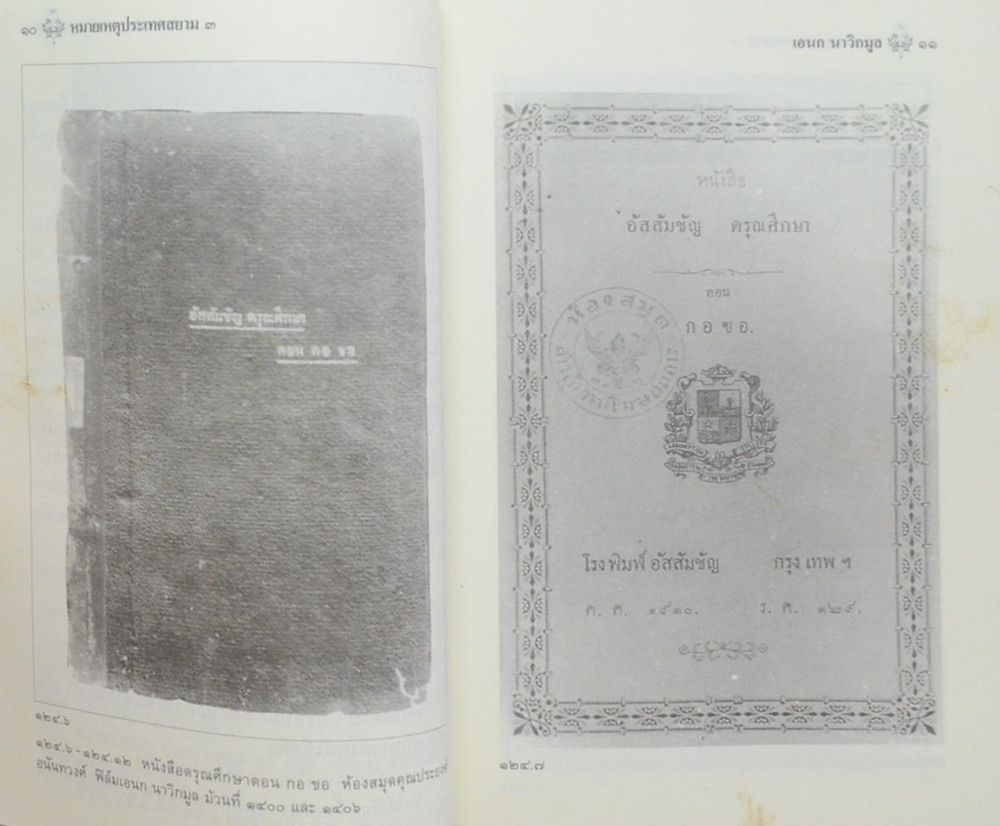 ๑๐ หมายเหตุประเทศสยาม ๓
อัสสัมชัญ ดรุณศึกษา
ตอน กอ ขอ
๑๒๔.๖
๑๒๔.๖-๑๒๔.๑๒ หนังสือดรุณศึกษาตอน กอ ขอ ห้องสมุดคุณประยงค์
อนันทวงศ์ ฟิล์มเอนก นาวิกมูล ม้วนที่ ๑๔๐๐ และ ๑๔๐๖
เอนก นาวิกมูล ๑๑
หนังสือ
อัสสัมชัญ ดรุณศึกษา
ตอน
ก อ ข อ.
ห้องสมุด
โรงพิมพ์อัสสัมชัญ กรุงเทพฯ
ค. ศ. ๑๙๑๐. ร. ศ. ๑๒๙.
๑๒๔.๗